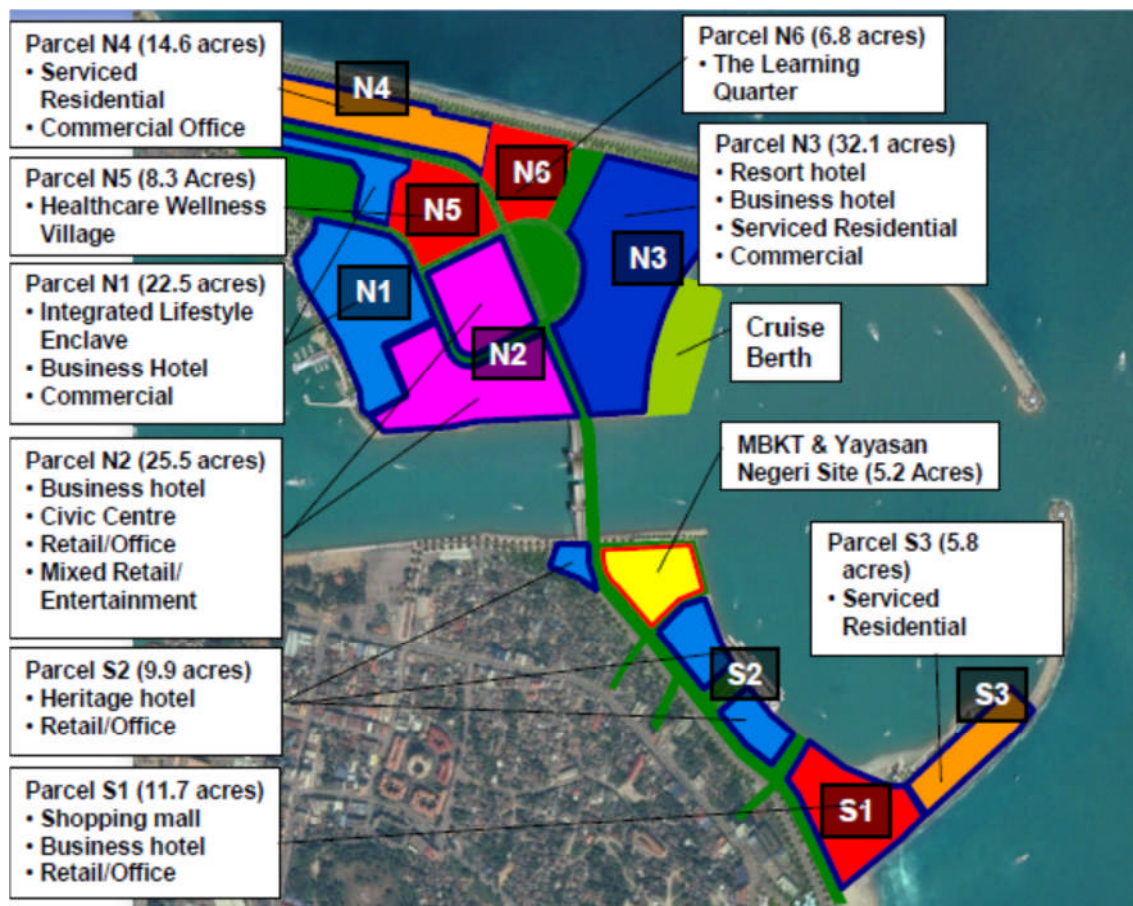 Parcel N4 (14.6 acres)
• Serviced
Residential
• Commercial Office
Parcel N5 (8.3 Acres)
• Healthcare Wellness
Village
Parcel N1 (22.5 acres)
• Integrated Lifestyle
Enclave
• Business Hotel
• Commercial
Parcel N2 (25.5 acres)
• Business hotel
• Civic Centre
• Retail/Office
• Mixed Retail/
Entertainment
Parcel S2 (9.9 acres)
• Heritage hotel
• Retail/Office
Parcel S1 (11.7 acres)
• Shopping mall
• Business hotel
• Retail/Office
N4
N6
N5
N3
N1
N2
S2
S3
S1
Parcel N6 (6.8 acres)
• The Learning
Quarter
Parcel N3 (32.1 acres)
• Resort hotel
• Business hotel
• Serviced Residential
• Commercial
Cruise
Berth
MBKT & Yayasan
Negeri Site (5.2 Acres)
Parcel S3 (5.8
acres)
• Serviced
Residential